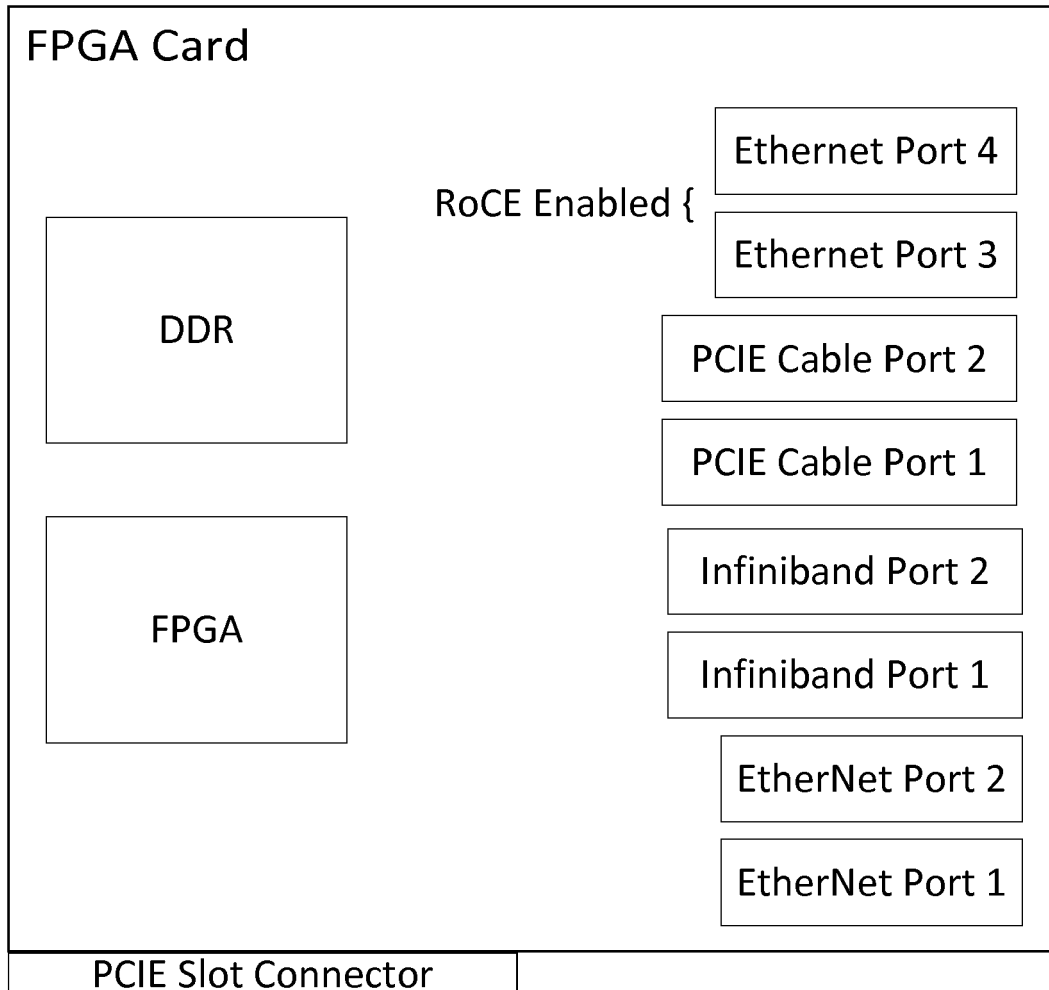 FPGA Card
Ethernet Port 4
RoCE Enabled {
Ethernet Port 3
DDR
PCIE Cable Port 2
PCIE Cable Port 1
Infiniband Port 2
FPGA
Infiniband Port 1
EtherNet Port 2
EtherNet Port 1
PCIE Slot Connector